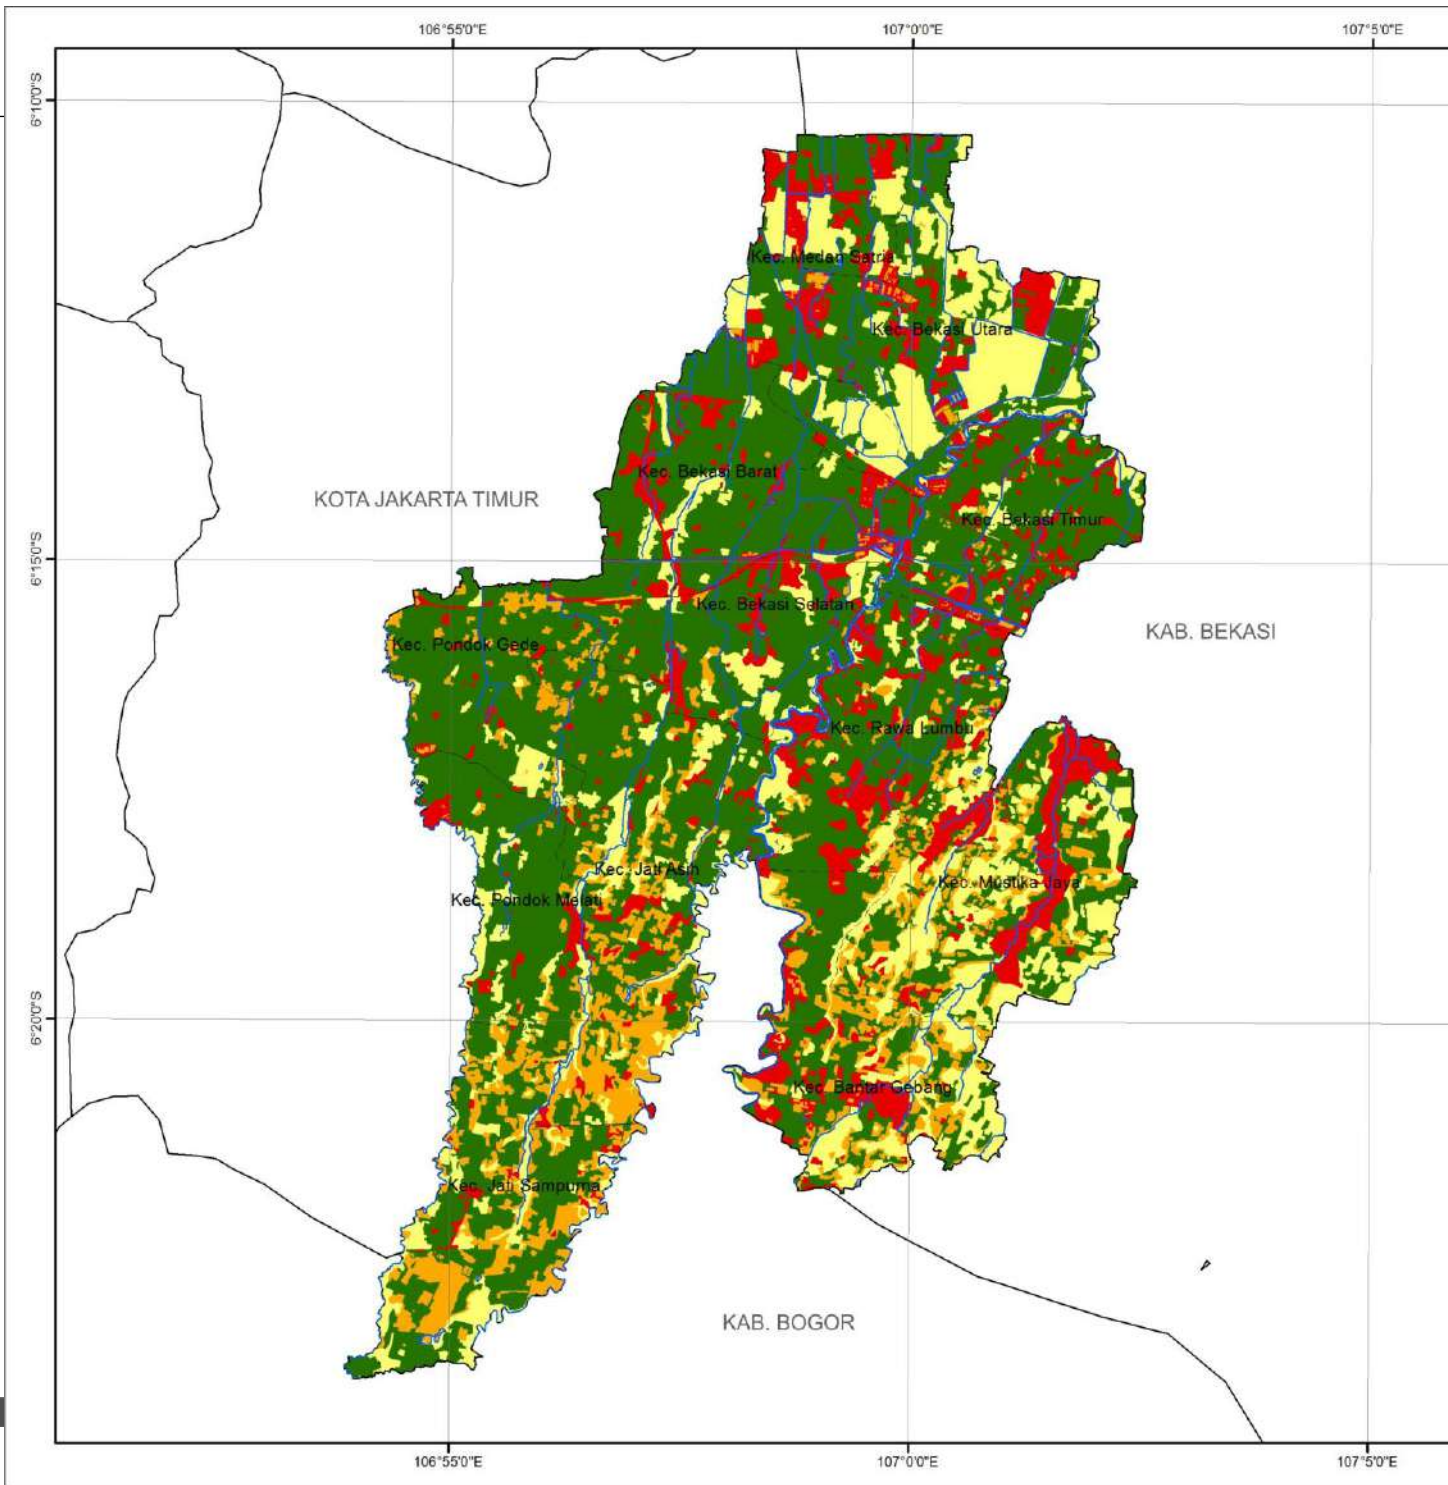 106°55'0"E
107°0'0"E
107°5'0"E
6°10'0"S
Kec. Medan Satria
Kec. Bekasi Utara
Kec. Bekasi Barat
KOTA JAKARTA TIMUR
Kec. Bekasi Timur
6°15'0"S
Kec. Bekasi Selatan
KAB. BEKASI
Kec. Pondok Gede
Kec. Rawa Lumbu
Kec. Jati Asih
Kec. Mustika Jaya
Kec. Pondok Melati
6°20'0"S
Kec. Bantar Gebang
Kec. Jati Sampurna
KAB. BOGOR
106°55'0"E
107°0'0"E
107°5'0"E